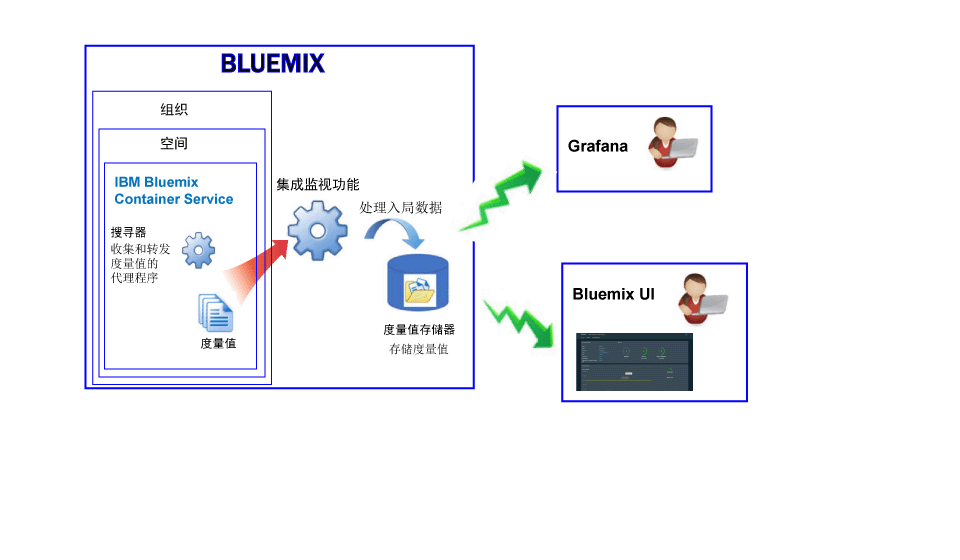 BLUEMIX
组织
空间
IBM Bluemix
Container Service
搜寻器
收集和转发
度量值的
代理程序
度量值
集成监视功能
处理入局数据
度量值存储器
存储度量值
Grafana
Bluemix UI